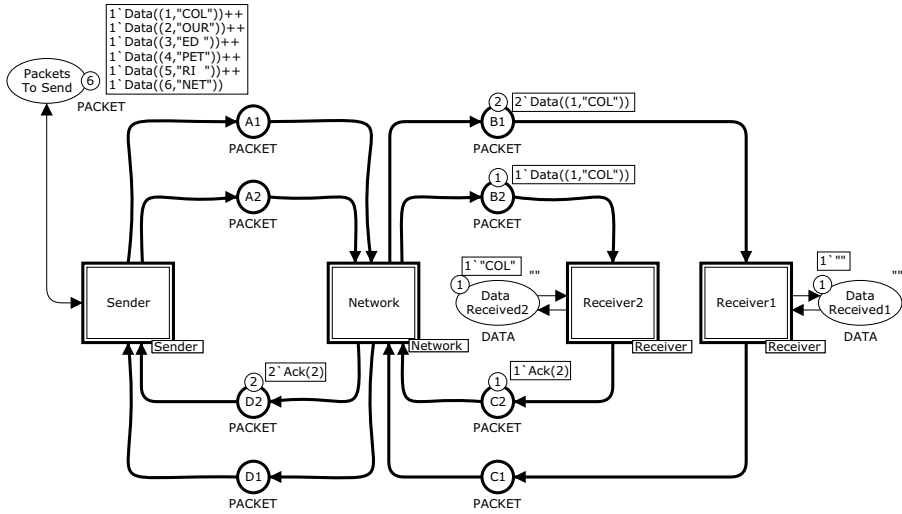 1`Data((1,"COL"))++
1`Data((2,"OUR"))++
1`Data((3,"ED "))++
1`Data((4,"PET"))++
1`Data((5,"RI  "))++
1`Data((6,"NET"))
Packets
To Send
6
PACKET
A1
PACKET
2
2`Data((1,"COL"))
B1
PACKET
A2
PACKET
1
1`Data((1,"COL"))
B2
PACKET
Sender
Sender
Network
Network
1`"COL"
""
1
Data
Received2
DATA
Receiver2
Receiver
Receiver1
Receiver
1`""
""
1
Data
Received1
DATA
2
2`Ack(2)
D2
PACKET
1
1`Ack(2)
C2
PACKET
D1
PACKET
C1
PACKET